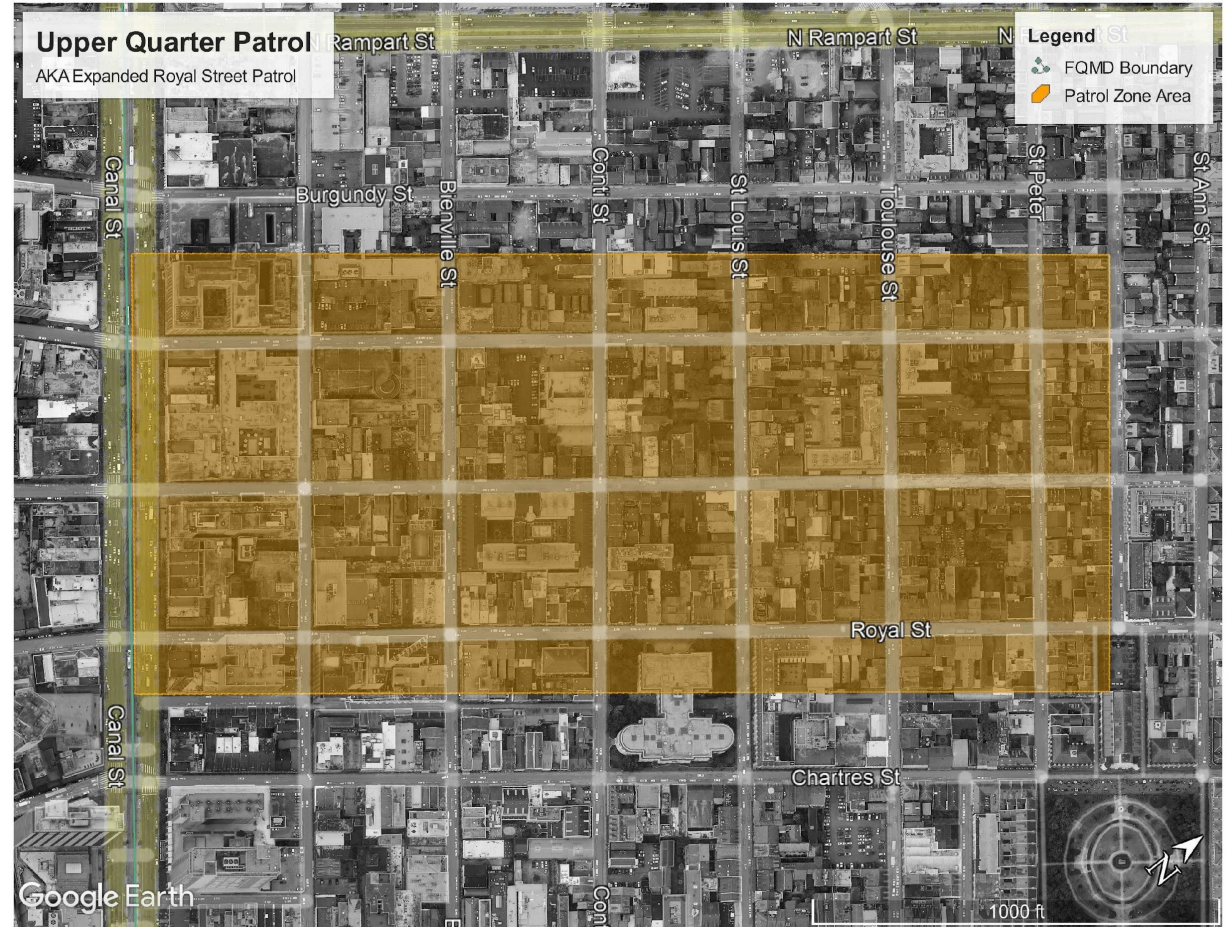 Upper Quarter Patrol
AKA Expanded Royal Street Patrol
N Rampart St
N Rampart St
N Rampart St
Legend
FQMD Boundary
Patrol Zone Area
Canal St
Burgundy St
Bienville St
Conti St
St Louis St
Toulouse St
St Peter
St Ann St
Royal St
Canal St
Chartres St
Cont
Google Earth
N
1000 ft